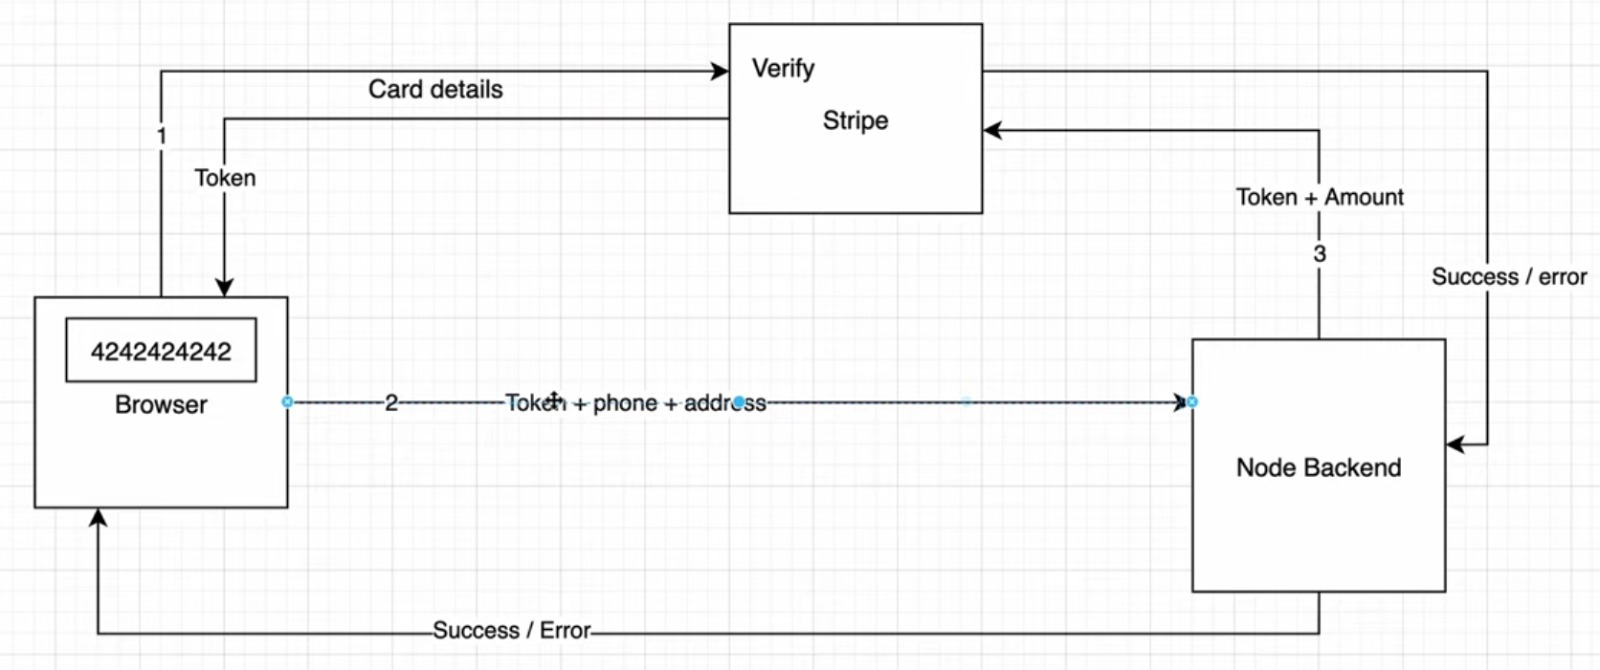 Verify
Card details
Stripe
1
Token
Token + Amount
3
Success / error
4242424242
Browser
2
Token + phone + address
Node Backend
Success / Error